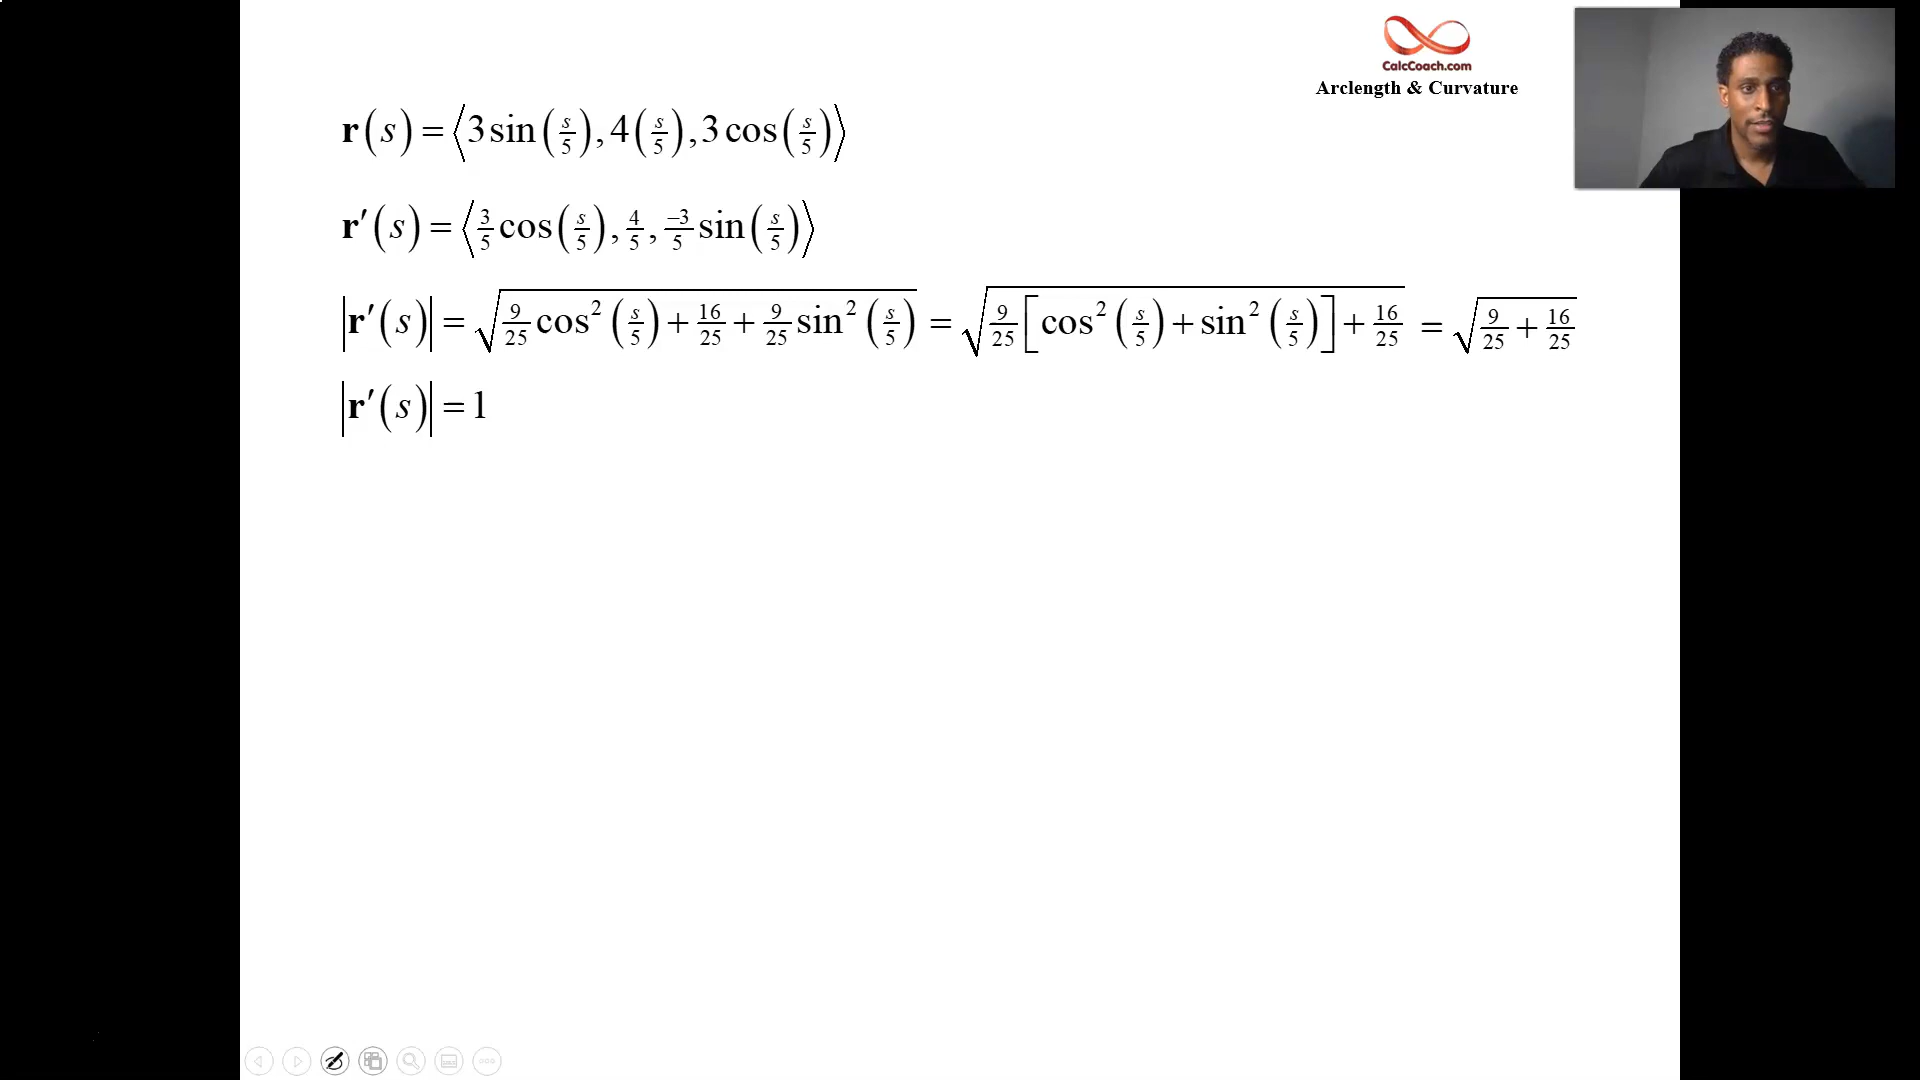 CalcCoach.com
Arclength & Curvature
r(s) = ⟨3 sin(s/5), 4(s/5), 3 cos(s/5)⟩
r′(s) = ⟨3/5 cos(s/5), 4/5, −3/5 sin(s/5)⟩
|r′(s)| = √(9/25 cos²(s/5) + 16/25 + 9/25 sin²(s/5)) = √(9/25 [cos²(s/5) + sin²(s/5)] + 16/25) = √(9/25 + 16/25)
|r′(s)| = 1